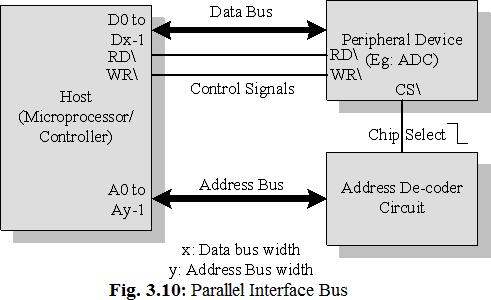 D0 to
Dx-1
RD\
WR\
Host
(Microprocessor/
Controller)
A0 to
Ay-1
Data Bus
Control Signals
Address Bus
RD\
WR\
Peripheral Device
(Eg: ADC)
CS\
Chip Select
Address De-coder
Circuit
x: Data bus width
y: Address Bus width
Fig. 3.10: Parallel Interface Bus